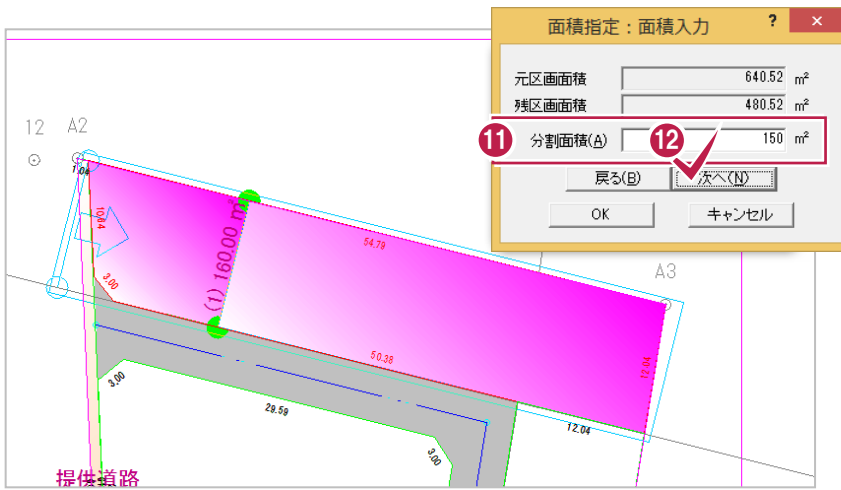 面積指定：面積入力 ? ×
元区画面積 640.52 m²
残区画面積 480.52 m²
11 分割面積(A) 12 150 m²
戻る(B) 次へ(N)
OK キャンセル
12 A2
1.04
10.64
(1) 160.00 m²
54.79
A3
3.00
50.38
12.04
3.00
29.59
12.04
3.00
提供道路